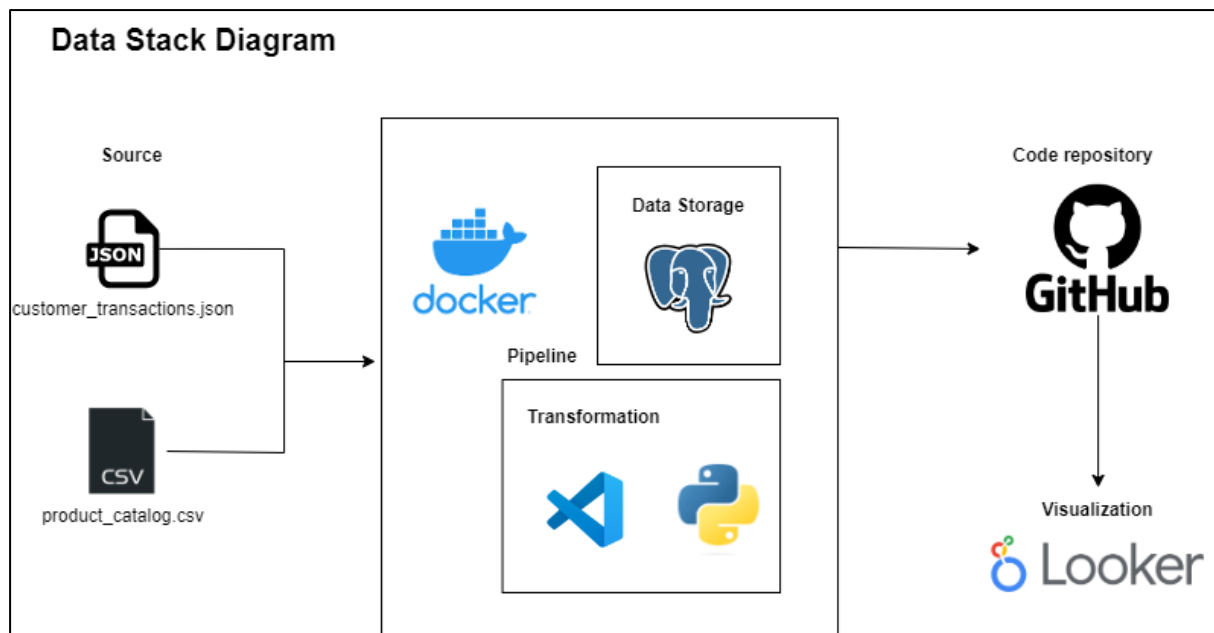 Data Stack Diagram
Source
JSON
customer_transactions.json
CSV
product_catalog.csv
docker
Data Storage
Pipeline
Transformation
Code repository
GitHub
Visualization
Looker